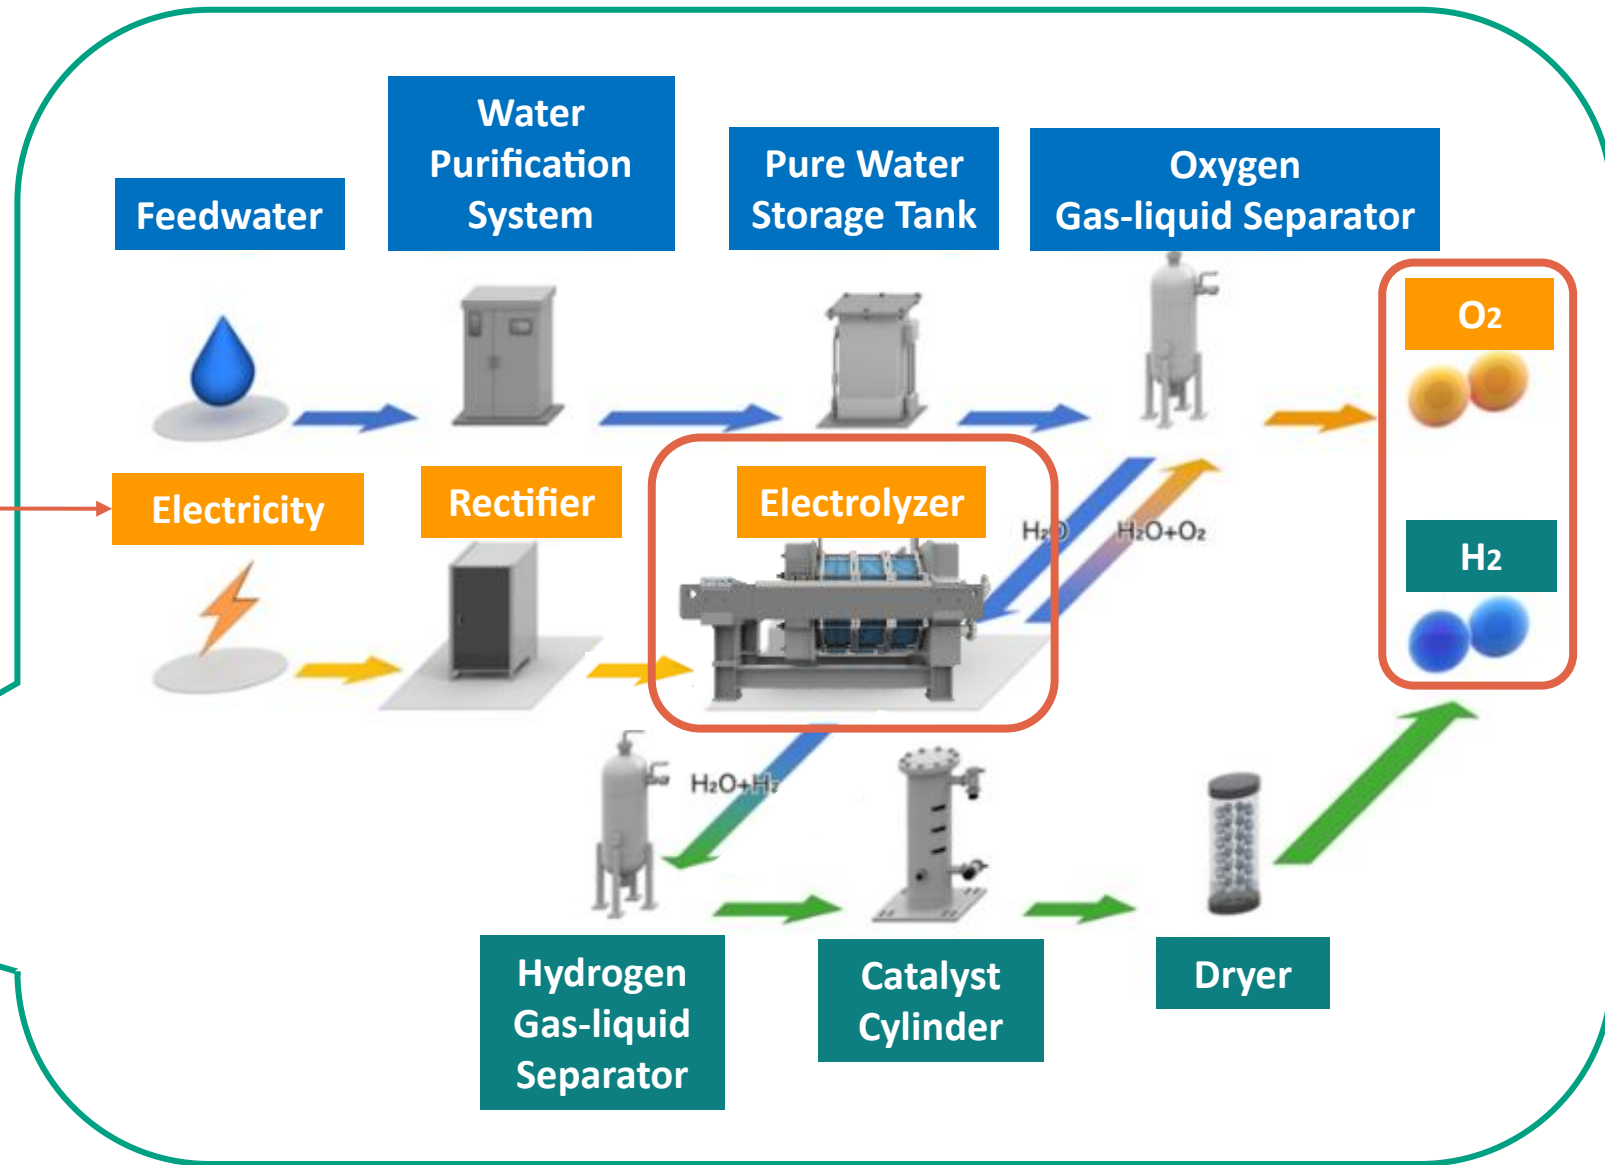 Water
Purification
System
Feedwater
Pure Water
Storage Tank
Oxygen
Gas-liquid Separator
O2
Electricity
Rectifier
Electrolyzer
H₂O
H₂O+O₂
H2
H₂O+H₂
Hydrogen
Gas-liquid
Separator
Catalyst
Cylinder
Dryer